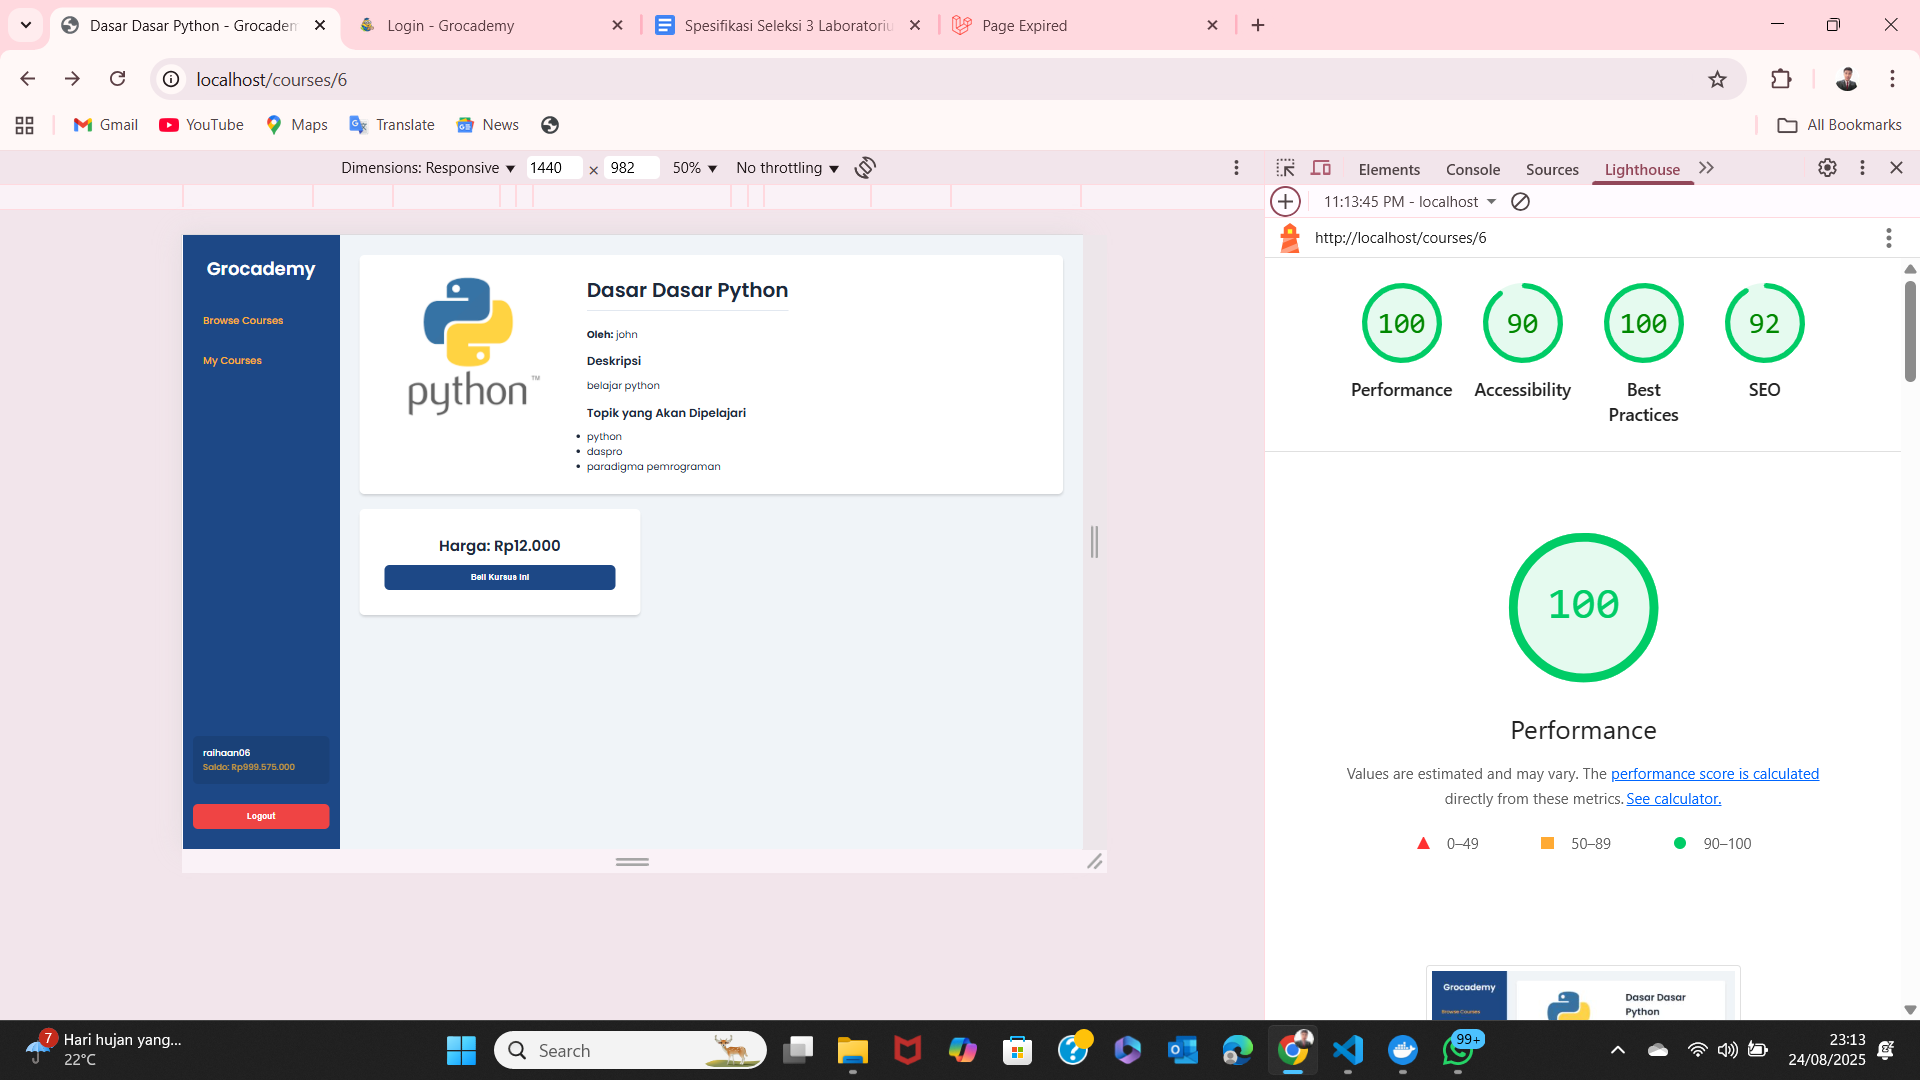 Dasar Dasar Python - Grocadem
Login - Grocademy
Spesifikasi Seleksi 3 Laboratoriu
Page Expired
localhost/courses/6
Gmail
YouTube
Maps
Translate
News
All Bookmarks
Dimensions: Responsive
1440
×
982
50%
No throttling
Elements
Console
Sources
Lighthouse
11:13:45 PM - localhost
http://localhost/courses/6
Grocademy
Browse Courses
My Courses
raihaan06
Saldo: Rp999.575.000
Logout
python™
Dasar Dasar Python
Oleh: john
Deskripsi
belajar python
Topik yang Akan Dipelajari
python
daspro
paradigma pemrograman
Harga: Rp12.000
Beli Kursus Ini
100
90
100
92
Performance
Accessibility
Best
Practices
SEO
100
Performance
Values are estimated and may vary. The performance score is calculated
directly from these metrics. See calculator.
0–49
50–89
90–100
Grocademy
Browse Courses
Dasar Dasar
Python
7
Hari hujan yang...
22°C
Search
99+
23:13
24/08/2025